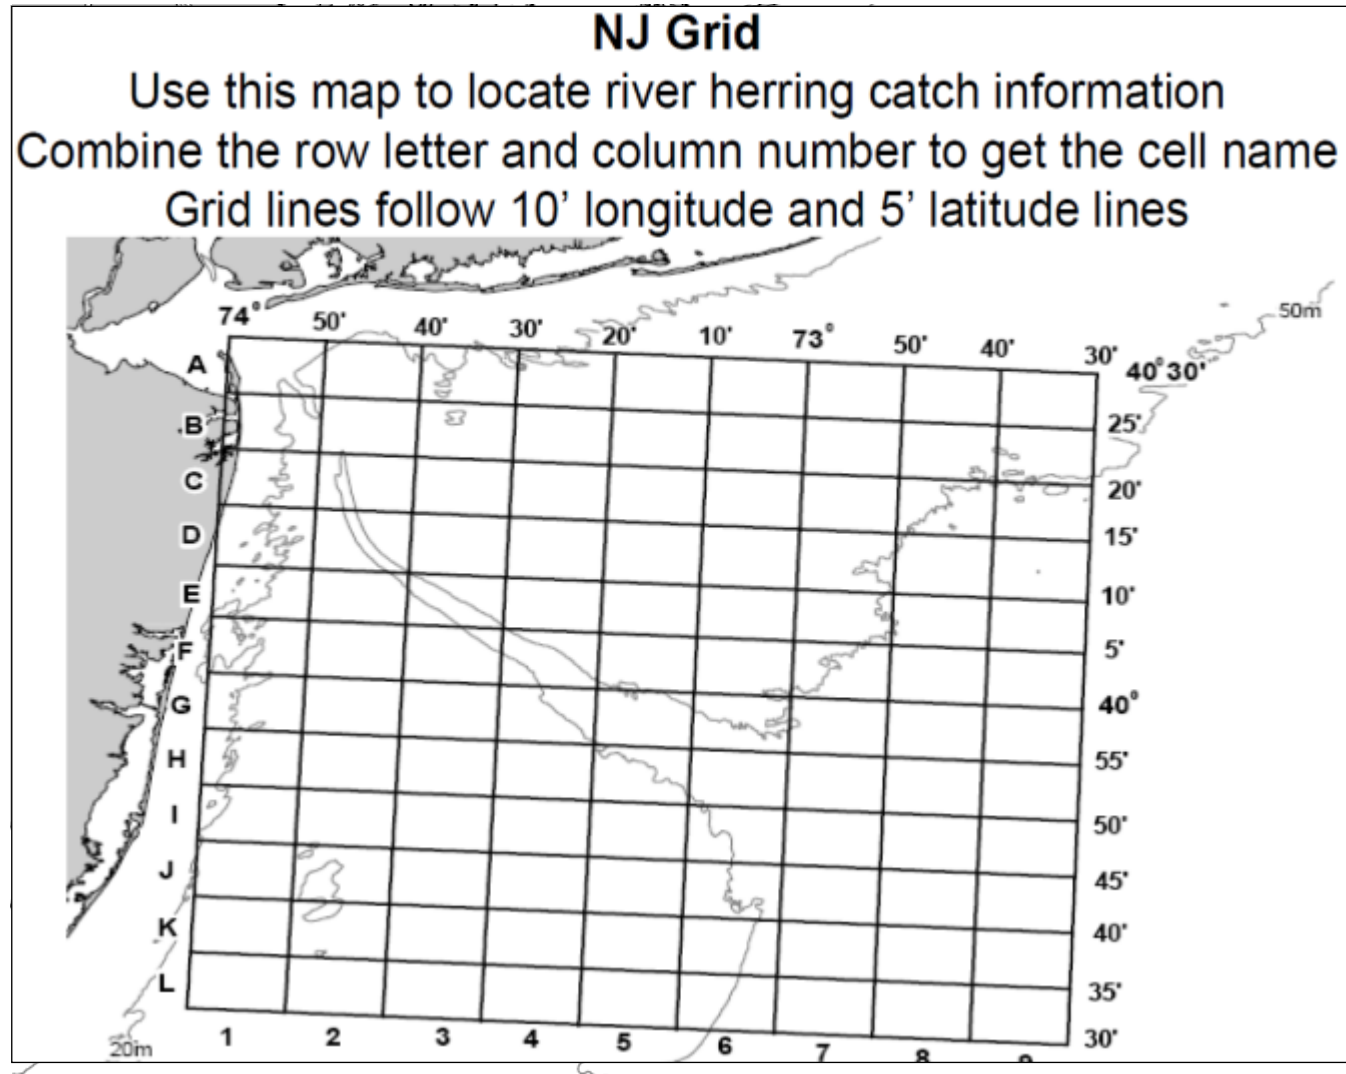 NJ Grid
Use this map to locate river herring catch information
Combine the row letter and column number to get the cell name
Grid lines follow 10’ longitude and 5’ latitude lines
50m
74° 50' 40' 30' 20' 10' 73° 50' 40' 30'
40°30'
A
25'
B
20'
C
15'
D
10'
E
5'
F
40°
G
55'
H
50'
I
45'
J
40'
K
35'
L
30'
1 2 3 4 5 6 7 8 9
20m